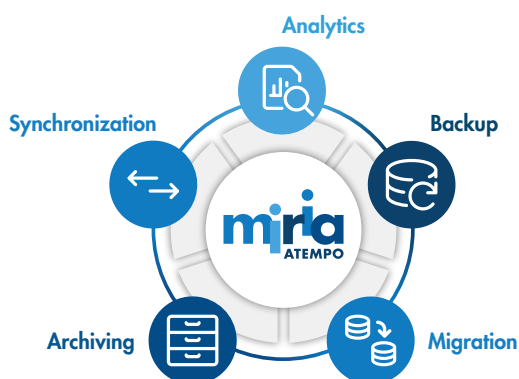 Analytics
Synchronization
Backup
miria
ATEMPO
Archiving
Migration